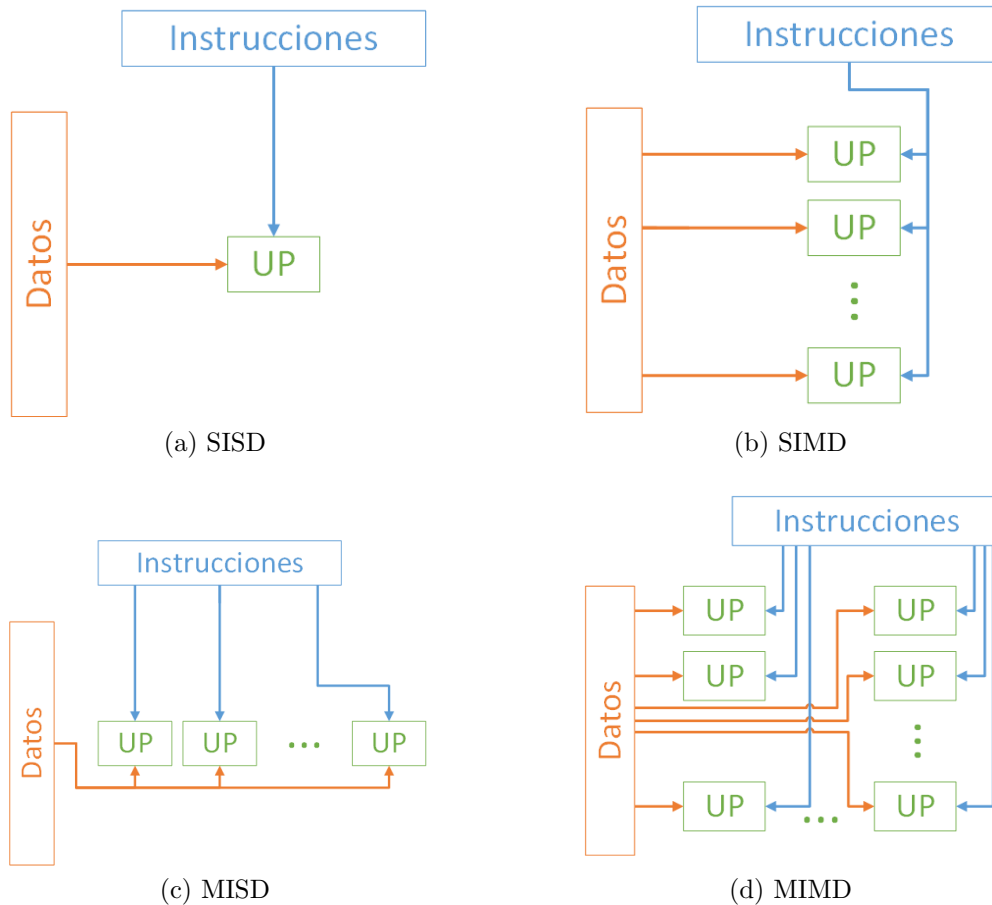 Instrucciones
Datos
UP
(a) SISD
Instrucciones
Datos
UP
UP
UP
(b) SIMD
Instrucciones
Datos
UP
UP
UP
(c) MISD
Instrucciones
Datos
UP
UP
UP
UP
UP
UP
(d) MIMD